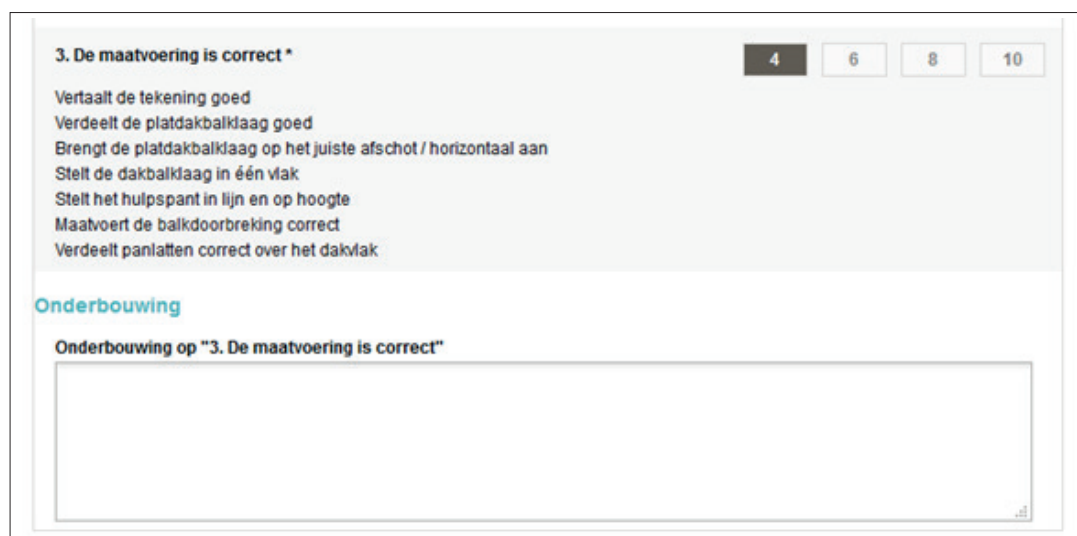 3. De maatvoering is correct *
4 6 8 10
Vertaalt de tekening goed
Verdeelt de platdakbalklaag goed
Brengt de platdakbalklaag op het juiste afschot / horizontaal aan
Stelt de dakbalklaag in één vlak
Stelt het hulpspant in lijn en op hoogte
Maatvoert de balkdoorbreking correct
Verdeelt panlatten correct over het dakvlak
Onderbouwing
Onderbouwing op "3. De maatvoering is correct"